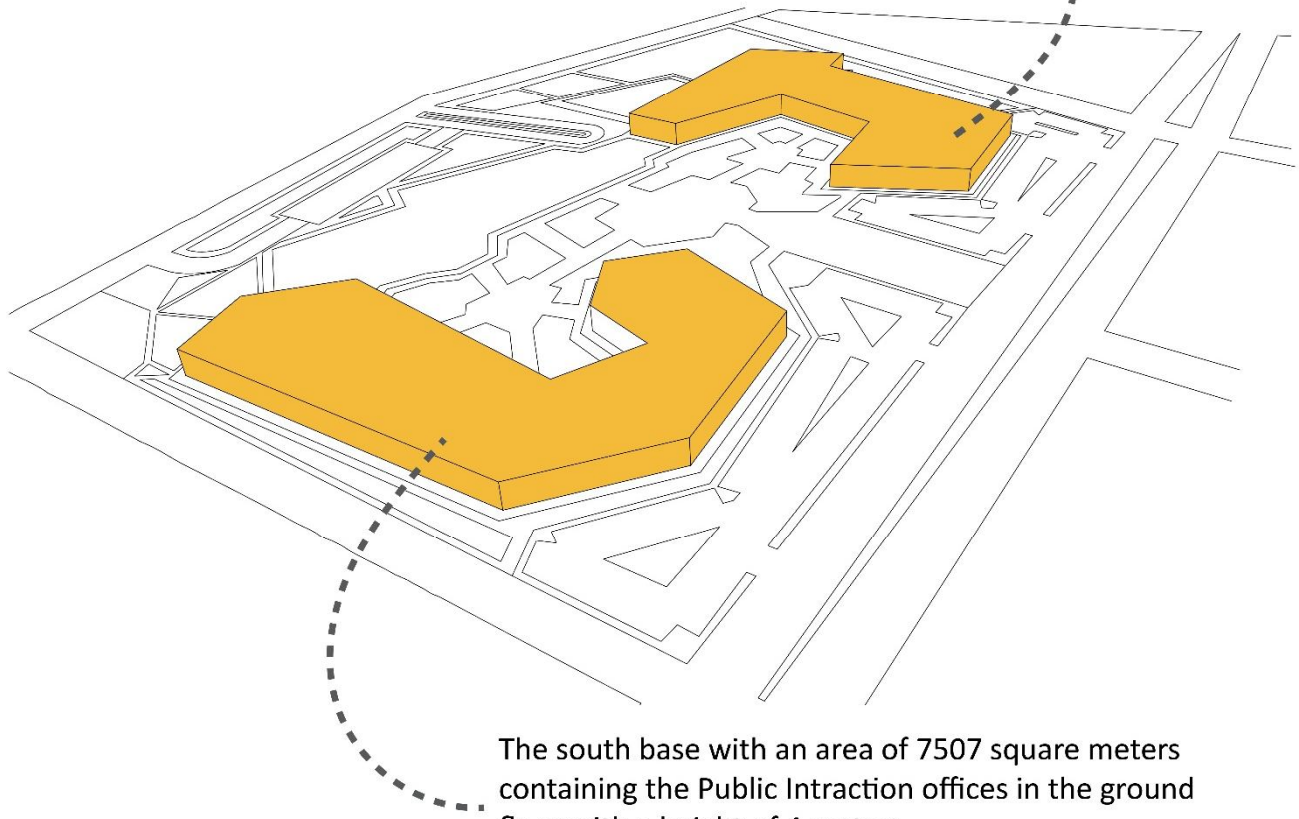 The south base with an area of 7507 square meters
containing the Public Intraction offices in the ground